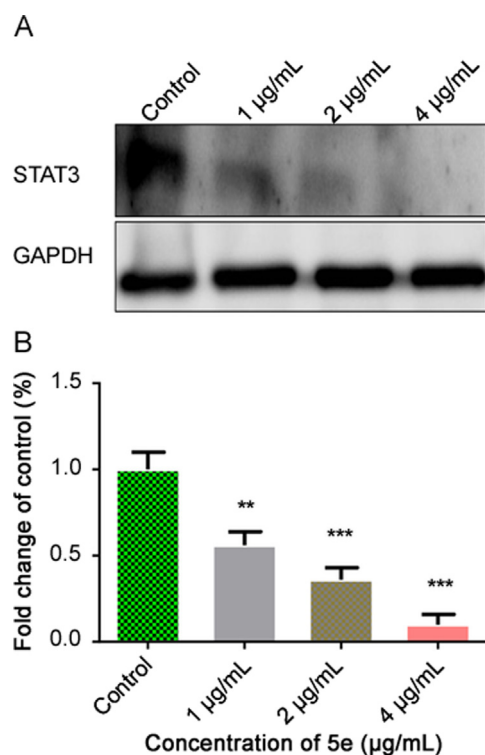 A
Control
1 µg/mL
2 µg/mL
4 µg/mL
STAT3
GAPDH
B
Fold change of control (%)
1.5
1.0
0.5
0.0
**
***
***
Control
1 µg/mL
2 µg/mL
4 µg/mL
Concentration of 5e (µg/mL)